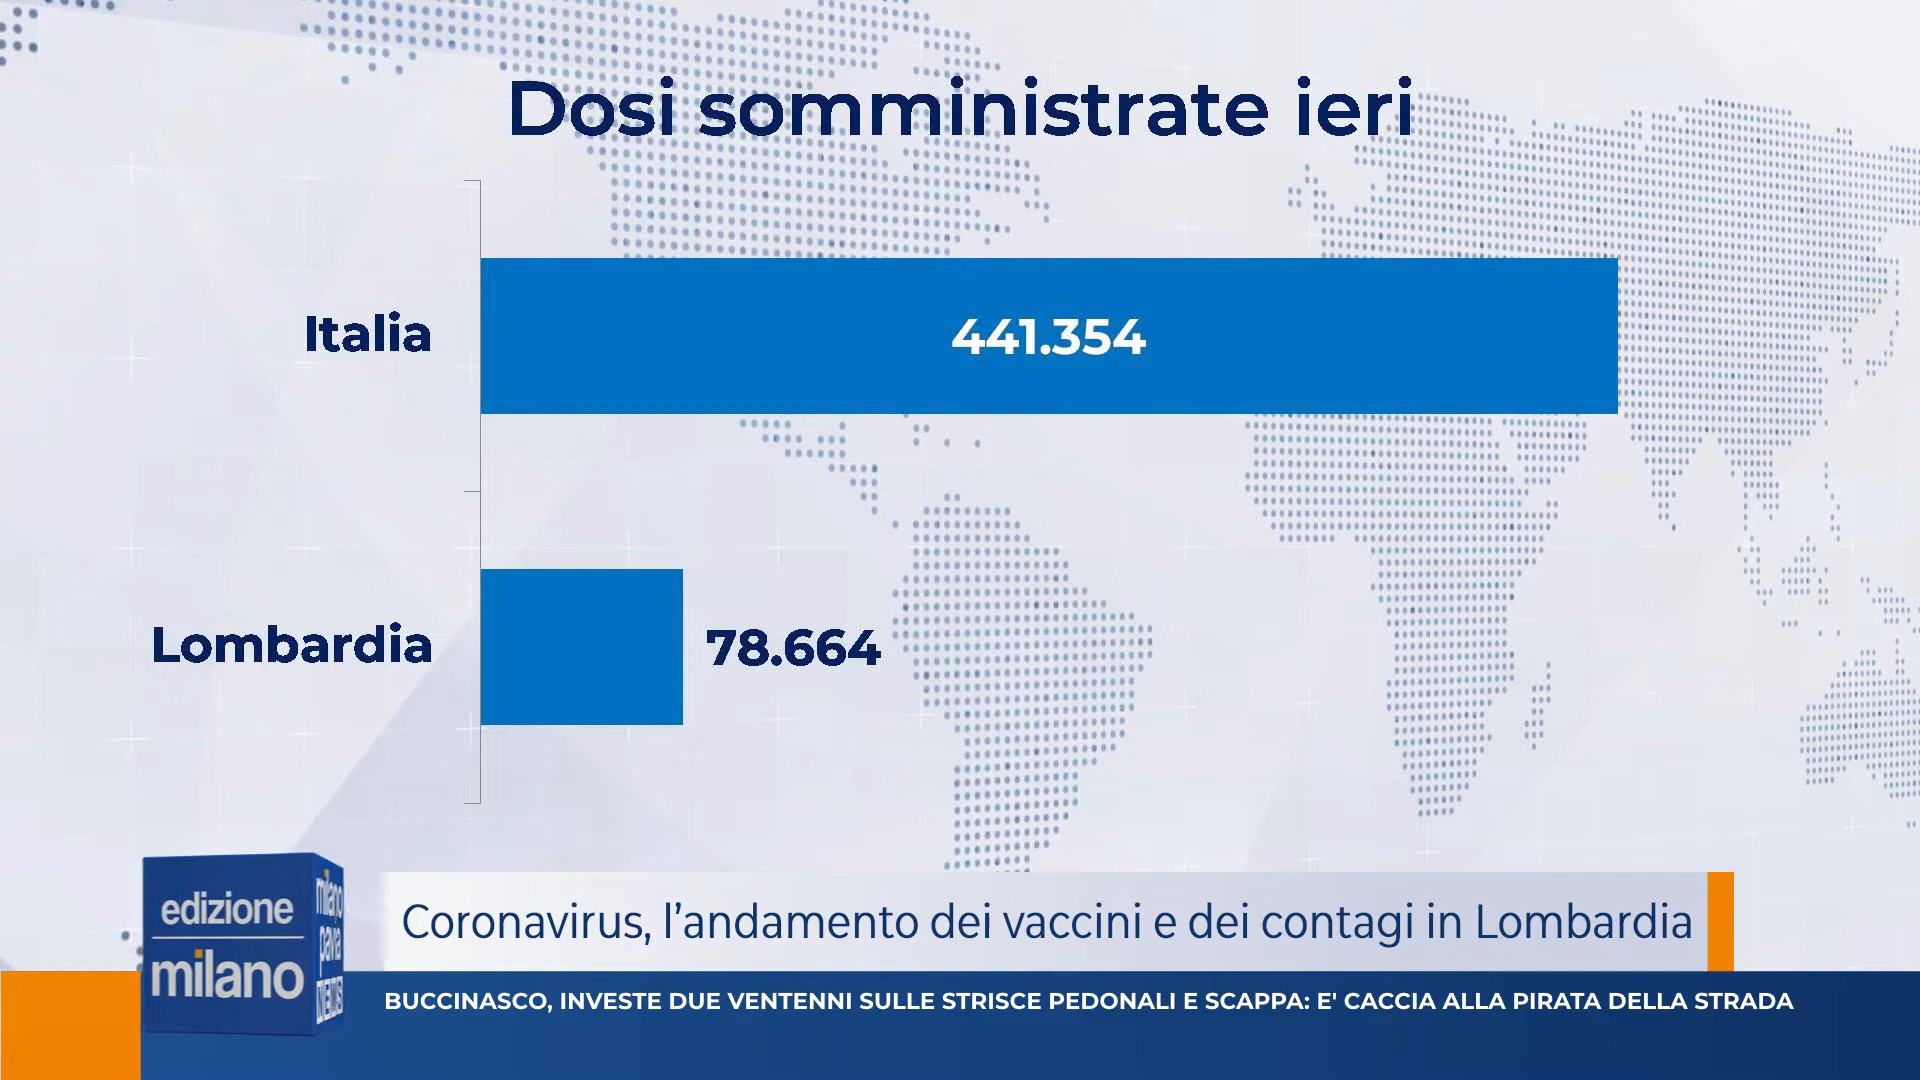 Dosi somministrate ieri
Italia
441.354
Lombardia
78.664
edizione
milano
milano
pavia
news
Coronavirus, l'andamento dei vaccini e dei contagi in Lombardia
BUCCINASCO, INVESTE DUE VENTENNI SULLE STRISCE PEDONALI E SCAPPA: E' CACCIA ALLA PIRATA DELLA STRADA